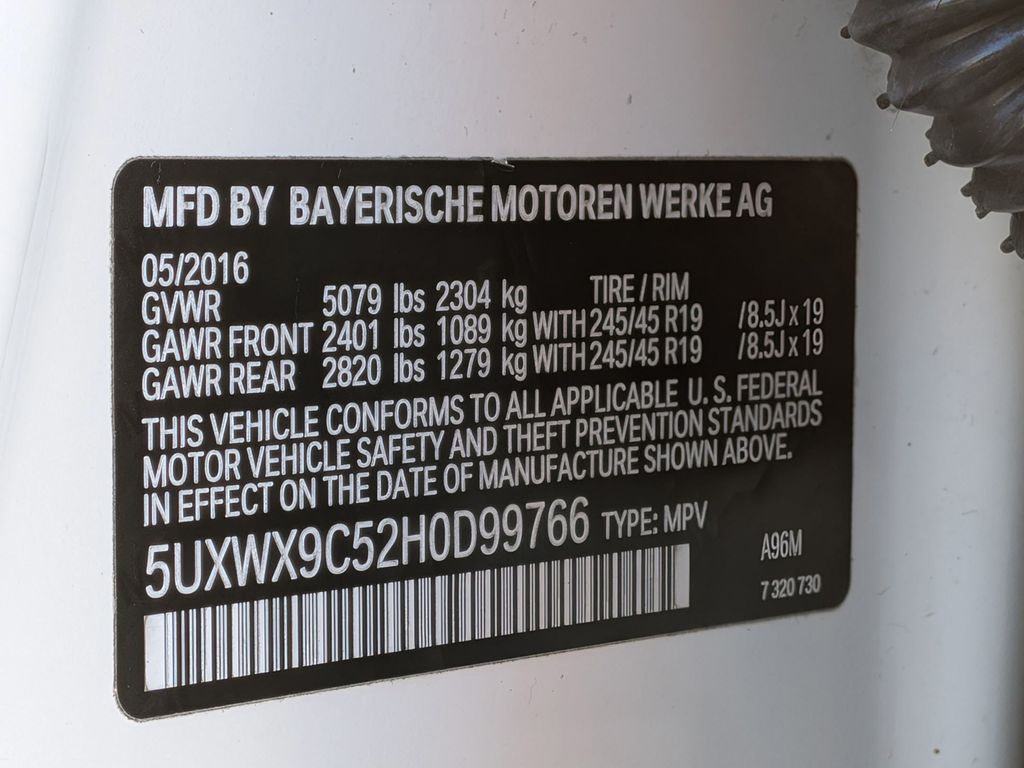 MFD BY BAYERISCHE MOTOREN WERKE AG
05/2016
GVWR 5079 lbs 2304 kg TIRE / RIM
GAWR FRONT 2401 lbs 1089 kg WITH 245/45 R19 /8.5J x 19
GAWR REAR 2820 lbs 1279 kg WITH 245/45 R19 /8.5J x 19
THIS VEHICLE CONFORMS TO ALL APPLICABLE U. S. FEDERAL
MOTOR VEHICLE SAFETY AND THEFT PREVENTION STANDARDS
IN EFFECT ON THE DATE OF MANUFACTURE SHOWN ABOVE.
5UXWX9C52H0D99766 TYPE: MPV
A96M
7 320 730